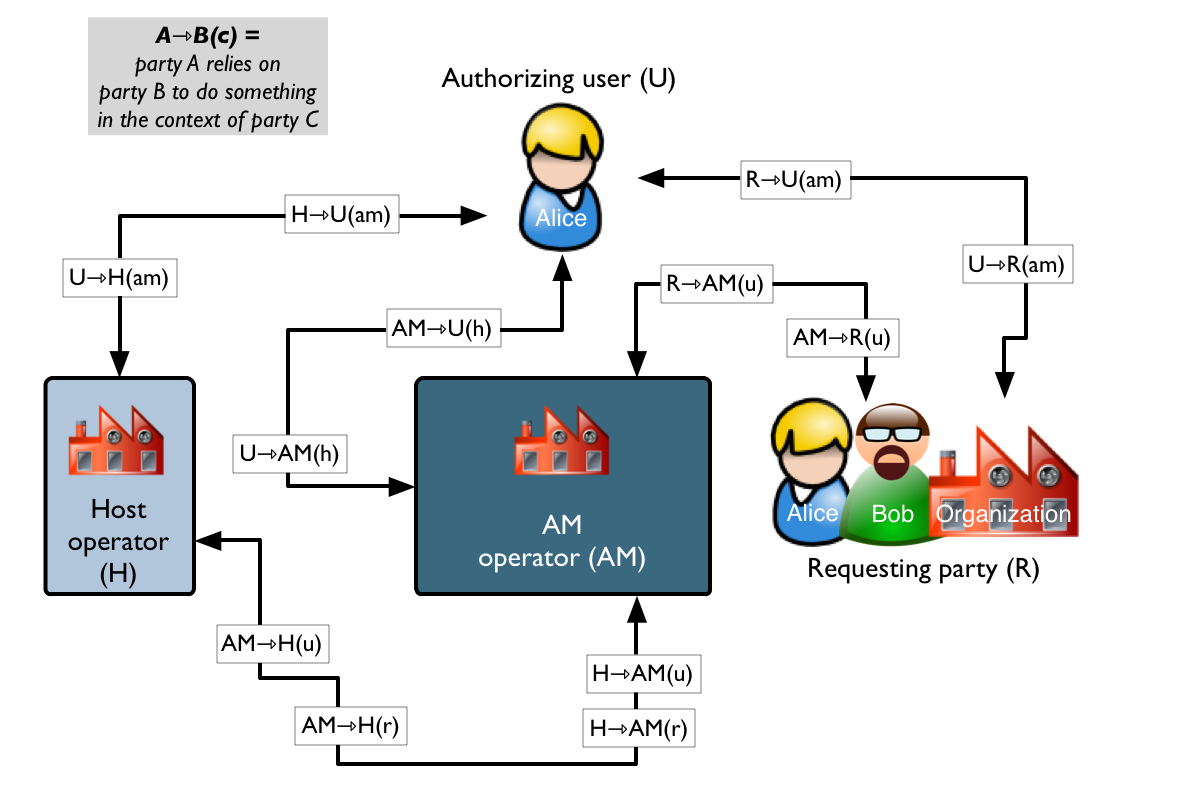 A→B(c) =
party A relies on
party B to do something
in the context of party C
Authorizing user (U)
Alice
R→U(am)
H→U(am)
U→H(am)
U→R(am)
R→AM(u)
AM→U(h)
AM→R(u)
U→AM(h)
Host
operator
(H)
AM
operator (AM)
Alice
Bob
Organization
Requesting party (R)
AM→H(u)
H→AM(u)
AM→H(r)
H→AM(r)